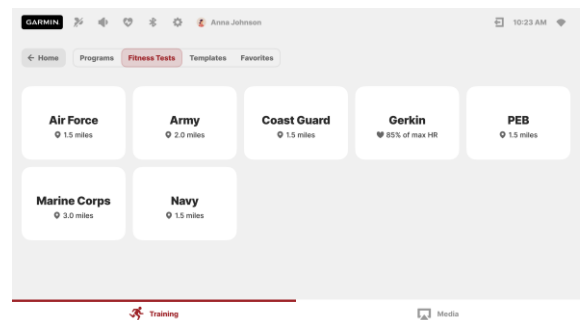 GARMIN. Anna Johnson 10:23 AM
Home Programs Fitness Tests Templates Favorites
Air Force Army Coast Guard Gerkin PEB
1.5 miles 2.0 miles 1.5 miles 85% of max HR 1.5 miles
Marine Corps Navy
3.0 miles 1.5 miles
Training Media